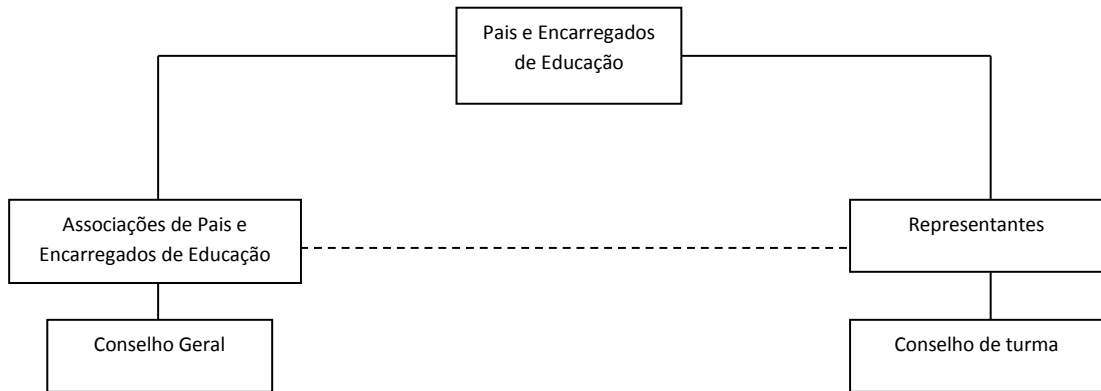 Pais e Encarregados
de Educação
Associações de Pais e
Encarregados de Educação
Representantes
Conselho Geral
Conselho de turma